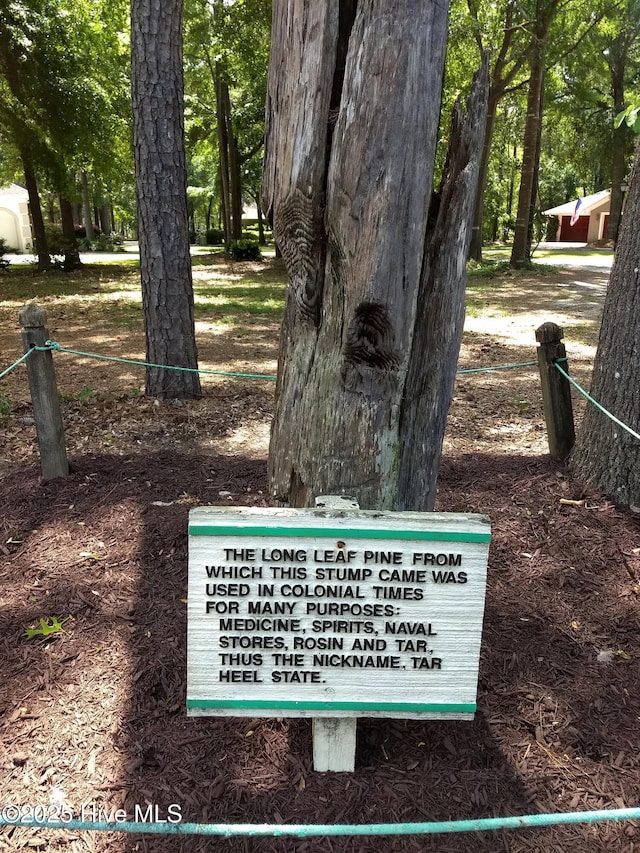 THE LONG LEAF PINE FROM
WHICH THIS STUMP CAME WAS
USED IN COLONIAL TIMES
FOR MANY PURPOSES:
MEDICINE, SPIRITS, NAVAL
STORES, ROSIN AND TAR,
THUS THE NICKNAME, TAR
HEEL STATE.
©2025 Hive MLS